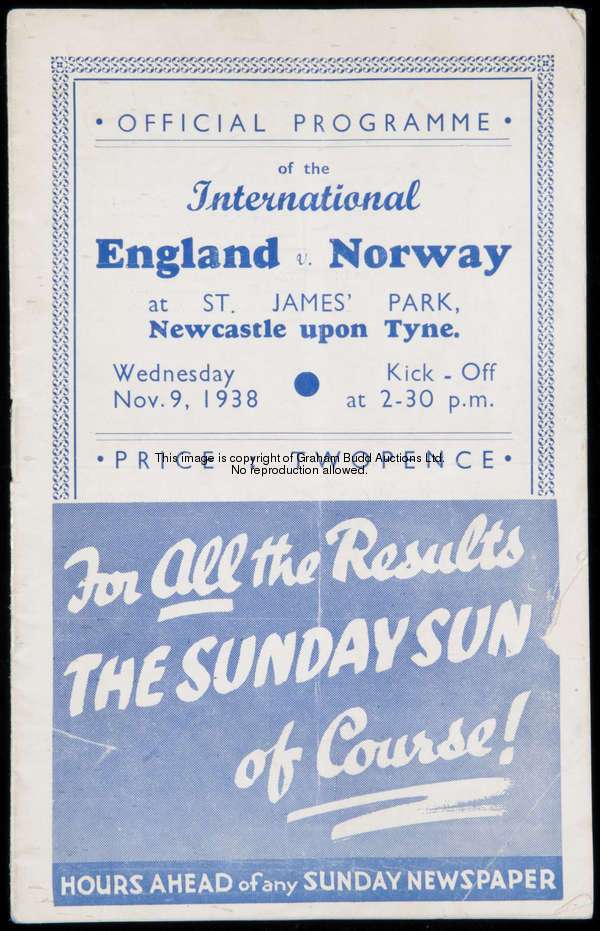 • OFFICIAL PROGRAMME •
of the
International
England v. Norway
at ST. JAMES' PARK,
Newcastle upon Tyne.
Wednesday Kick - Off
Nov. 9, 1938 ● at 2-30 p.m.
• PRICE : TWOPENCE •
This image is copyright of Graham Budd Auctions Ltd.
No reproduction allowed.
For All the Results
THE SUNDAY SUN
of Course!
HOURS AHEAD of any SUNDAY NEWSPAPER